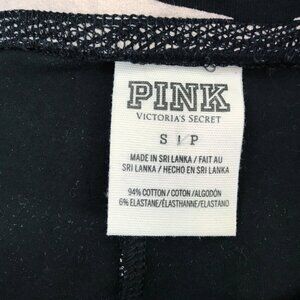 PINK
VICTORIA'S SECRET
S | P
MADE IN SRI LANKA / FAIT AU
SRI LANKA / HECHO EN SRI LANKA
94% COTTON / COTON / ALGODÓN
6% ELASTANE / ÉLASTHANNE / ELASTANO